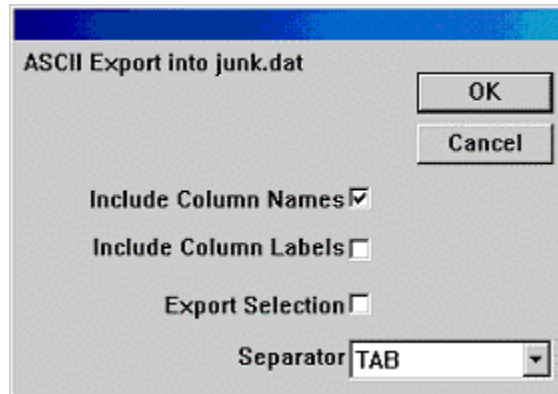 ASCII Export into junk.dat
OK
Cancel
Include Column Names
Include Column Labels
Export Selection
Separator TAB